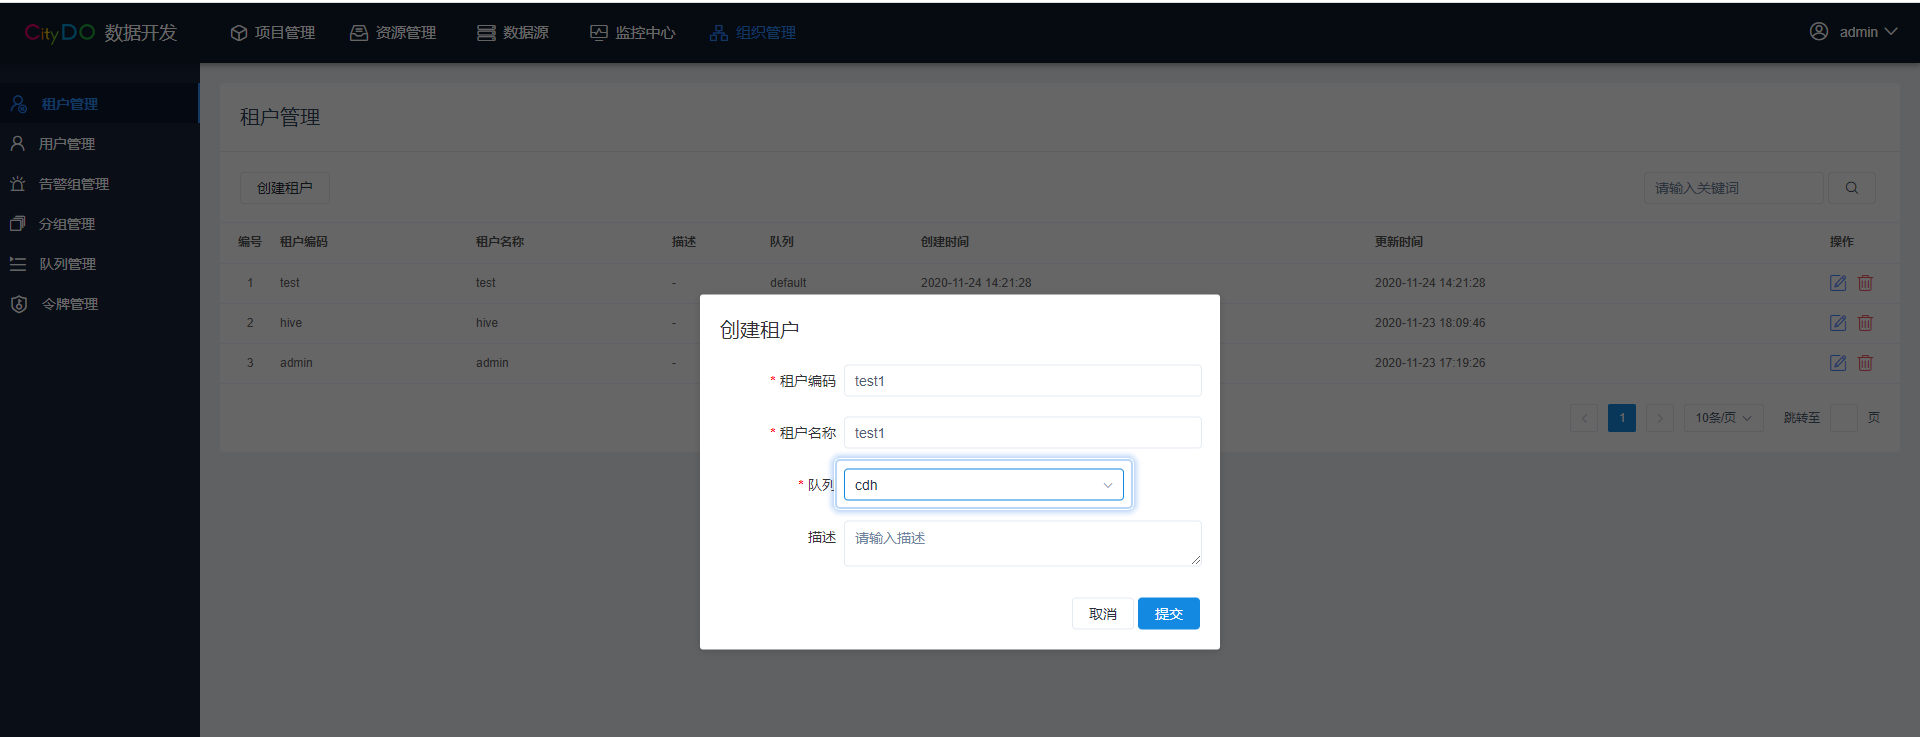 CityDO 数据开发 项目管理 资源管理 数据源 监控中心 组织管理 admin
租户管理
用户管理
告警组管理
分组管理
队列管理
令牌管理
租户管理
创建租户 请输入关键词
编号 租户编码 租户名称 描述 队列 创建时间 更新时间 操作
1 test test - default 2020-11-24 14:21:28 2020-11-24 14:21:28
2 hive hive - 2020-11-23 18:09:46
3 admin admin - 2020-11-23 17:19:26
1 10条/页 跳转至 页
创建租户
* 租户编码 test1
* 租户名称 test1
* 队列 cdh
描述 请输入描述
取消 提交